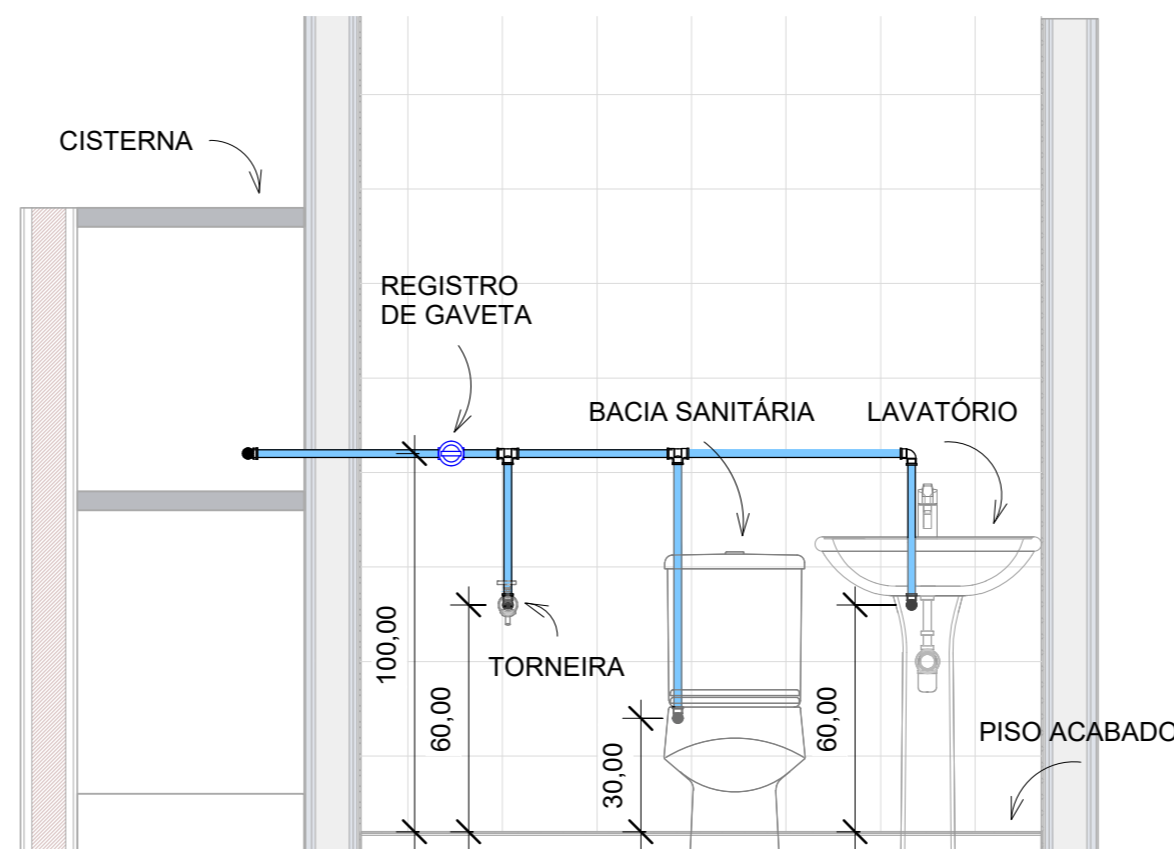 CISTERNA
REGISTRO
DE GAVETA
BACIA SANITÁRIA
LAVATÓRIO
100,00
60,00
TORNEIRA
30,00
60,00
PISO ACABADO